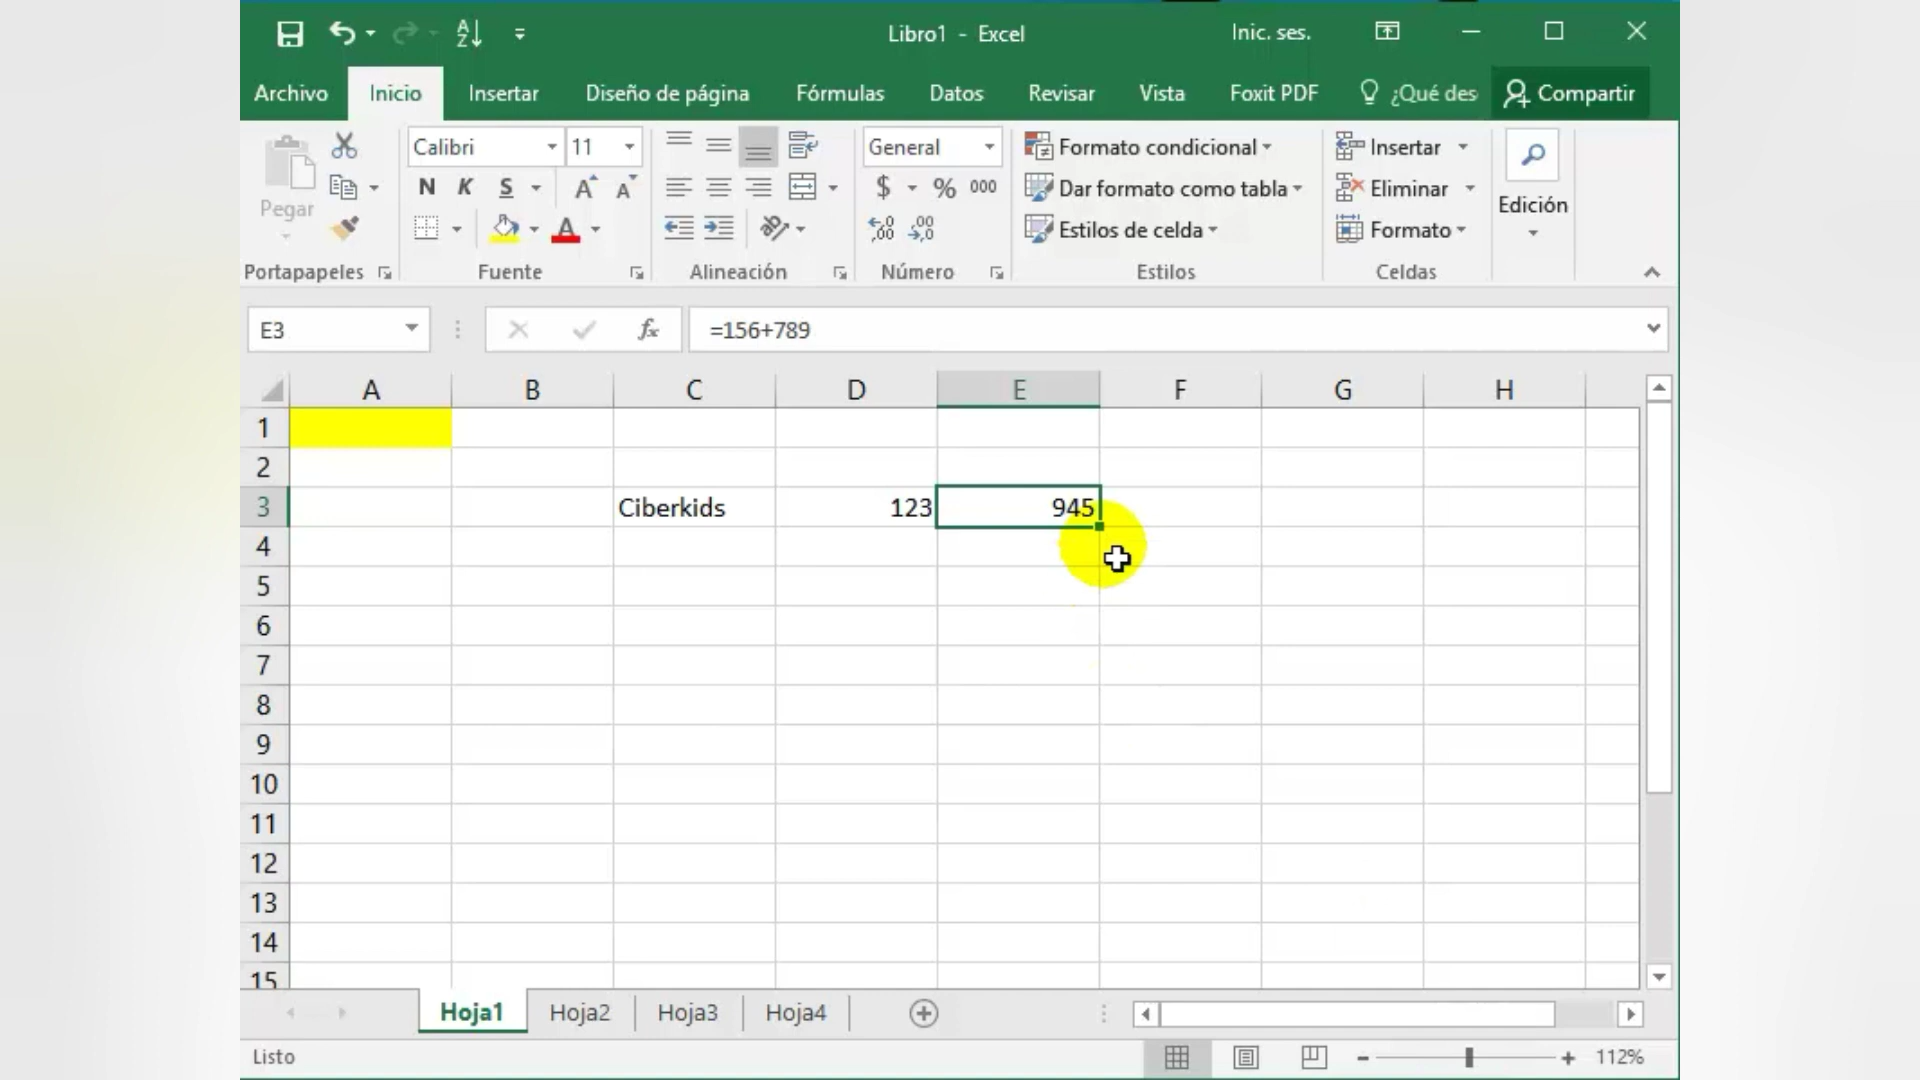 Libro1 - Excel
Inic. ses.
Archivo
Inicio
Insertar
Diseño de página
Fórmulas
Datos
Revisar
Vista
Foxit PDF
¿Qué des
Compartir
Pegar
Portapapeles
Calibri
11
N K S
A A
A
Fuente
Alineación
General
$ % 000
Número
Formato condicional
Dar formato como tabla
Estilos de celda
Estilos
Insertar
Eliminar
Formato
Celdas
Edición
E3
fx
=156+789
A B C D E F G H
1
2
3 Ciberkids 123 945
4
5
6
7
8
9
10
11
12
13
14
15
Hoja1 Hoja2 Hoja3 Hoja4
Listo
112%